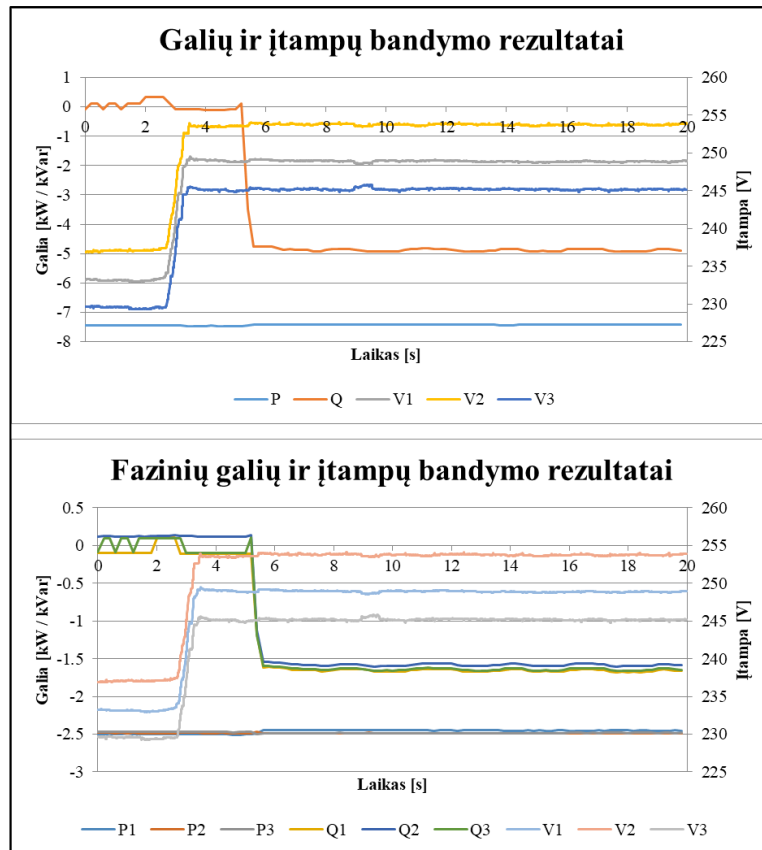 Galių ir įtampų bandymo rezultatai
Galia [kW / kVar]
1
0
-1
-2
-3
-4
-5
-6
-7
-8
0 2 4 6 8 10 12 14 16 18 20
260
255
250
245
240
235
230
225
Įtampa [V]
Laikas [s]
P Q V1 V2 V3
Fazinių galių ir įtampų bandymo rezultatai
Galia [kW / kVar]
0.5
0
-0.5
-1
-1.5
-2
-2.5
-3
0 2 4 6 8 10 12 14 16 18 20
260
255
250
245
240
235
230
225
Įtampa [V]
Laikas [s]
P1 P2 P3 Q1 Q2 Q3 V1 V2 V3